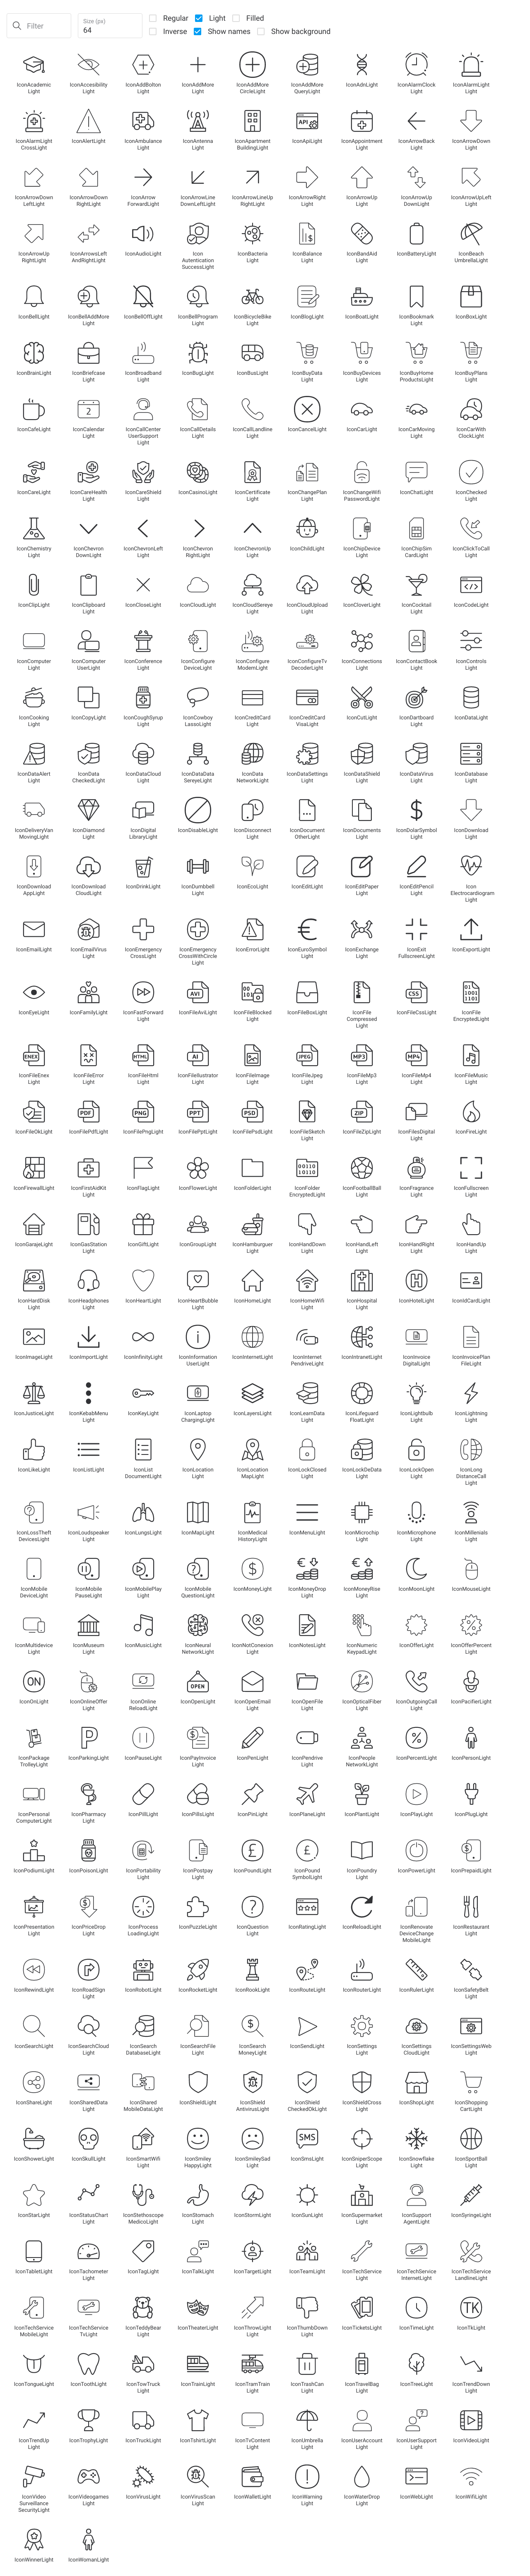 Filter
Size (px)
64
Regular
Light
Filled
Inverse
Show names
Show background
IconAcademic Light
IconAccesibility Light
IconAddBolton Light
IconAddMore Light
IconAddMore CircleLight
IconAddMore QueryLight
IconAdnLight
IconAlarmClock Light
IconAlarmLight Light
IconAlarmLight CrossLight
IconAlertLight
IconAmbulance Light
IconAntenna Light
IconApartment BuildingLight
API
IconApiLight
IconAppointment Light
IconArrowBack Light
IconArrowDown Light
IconArrowDown LeftLight
IconArrowDown RightLight
IconArrow ForwardLight
IconArrowLine DownLeftLight
IconArrowLineUp RightLight
IconArrowRight Light
IconArrowUp Light
IconArrowUp DownLight
IconArrowUpLeft Light
IconArrowUp RightLight
IconArrowsLeft AndRightLight
IconAudioLight
Icon Autentication SuccessLight
IconBacteria Light
IconBalance Light
IconBandAid Light
IconBatteryLight
IconBeach UmbrellaLight
IconBellLight
IconBellAddMore Light
IconBellOffLight
IconBellProgram Light
IconBicycleBike Light
IconBlogLight
IconBoatLight
IconBookmark Light
IconBoxLight
IconBrainLight
IconBriefcase Light
IconBroadband Light
IconBugLight
IconBusLight
IconBuyData Light
IconBuyDevices Light
IconBuyHome ProductsLight
IconBuyPlans Light
IconCafeLight
2
IconCalendar Light
IconCallCenter UserSupport Light
IconCallDetails Light
IconCallLandline Light
IconCancelLight
IconCarLight
IconCarMoving Light
IconCarWith ClockLight
IconCareLight
IconCareHealth Light
IconCareShield Light
IconCasinoLight
IconCertificate Light
IconChangePlan Light
IconChangeWifi PasswordLight
IconChatLight
IconChecked Light
IconChemistry Light
IconChevron DownLight
IconChevronLeft Light
IconChevron RightLight
IconChevronUp Light
IconChildLight
IconChipDevice Light
IconChipSim CardLight
IconClickToCall Light
IconClipLight
IconClipboard Light
IconCloseLight
IconCloudLight
IconCloudSereye Light
IconCloudUpload Light
IconCloverLight
IconCocktail Light
IconCodeLight
IconComputer Light
IconComputer UserLight
IconConference Light
IconConfigure DeviceLight
IconConfigure ModemLight
IconConfigureTv DecoderLight
IconConnections Light
IconContactBook Light
IconControls Light
IconCooking Light
IconCopyLight
IconCoughSyrup Light
IconCowboy LassoLight
IconCreditCard Light
IconCreditCard VisaLight
IconCutLight
IconDartboard Light
IconDataLight
IconDataAlert Light
IconData CheckedLight
IconDataCloud Light
IconDataData SereyeLight
IconData NetworkLight
IconDataSettings Light
IconDataShield Light
IconDataVirus Light
IconDatabase Light
IconDeliveryVan MovingLight
IconDiamond Light
IconDigital LibraryLight
IconDisableLight
IconDisconnect Light
IconDocument OtherLight
IconDocuments Light
IconDolarSymbol Light
IconDownload Light
IconDownload AppLight
IconDownload CloudLight
IconDrinkLight
IconDumbbell Light
IconEcoLight
IconEditLight
IconEditPaper Light
IconEditPencil Light
Icon Electrocardiogram Light
IconEmailLight
IconEmailVirus Light
IconEmergency CrossLight
IconEmergency CrossWithCircle Light
IconErrorLight
IconEuroSymbol Light
IconExchange Light
IconExit FullscreenLight
IconExportLight
IconEyeLight
IconFamilyLight
IconFastForward Light
AVI
IconFileAviLight
IconFileBlocked Light
IconFileBoxLight
IconFile Compressed Light
CSS
IconFileCssLight
IconFile EncryptedLight
ENEX
IconFileEnex Light
IconFileError Light
HTML
IconFileHtml Light
AI
IconFileIllustrator Light
IconFileImage Light
JPEG
IconFileJpeg Light
MP3
IconFileMp3 Light
MP4
IconFileMp4 Light
IconFileMusic Light
IconFileOkLight
PDF
IconFilePdfLight
PNG
IconFilePngLight
PPT
IconFilePptLight
PSD
IconFilePsdLight
IconFileSketch Light
ZIP
IconFileZipLight
IconFilesDigital Light
IconFireLight
IconFirewallLight
IconFirstAidKit Light
IconFlagLight
IconFlowerLight
IconFolderLight
IconFolder EncryptedLight
IconFootballBall Light
IconFragrance Light
IconFullscreen Light
IconGarajeLight
IconGasStation Light
IconGiftLight
IconGroupLight
IconHamburguer Light
IconHandDown Light
IconHandLeft Light
IconHandRight Light
IconHandUp Light
IconHardDisk Light
IconHeadphones Light
IconHeartLight
IconHeartBubble Light
IconHomeLight
IconHomeWifi Light
IconHospital Light
H
IconHotelLight
IconIdCardLight
IconImageLight
IconImportLight
IconInfinityLight
IconInformation UserLight
IconInternetLight
IconInternet PendriveLight
IconIntranetLight
IconInvoice DigitalLight
IconInvoicePlan FileLight
IconJusticeLight
IconKebabMenu Light
IconKeyLight
IconLaptop ChargingLight
IconLayersLight
IconLearnData Light
IconLifeguard FloatLight
IconLightbulb Light
IconLightning Light
IconLikeLight
IconListLight
IconList DocumentLight
IconLocation Light
IconLocation MapLight
IconLockClosed Light
IconLockDeData Light
IconLockOpen Light
IconLong DistanceCall Light
IconLossTheft DevicesLight
IconLoudspeaker Light
IconLungsLight
IconMapLight
IconMedical HistoryLight
IconMenuLight
IconMicrochip Light
IconMicrophone Light
IconMillenials Light
IconMobile DeviceLight
IconMobile PauseLight
IconMobilePlay Light
IconMobile QuestionLight
IconMoneyLight
IconMoneyDrop Light
IconMoneyRise Light
IconMoonLight
IconMouseLight
IconMultidevice Light
IconMuseum Light
IconMusicLight
IconNeural NetworkLight
IconNotConexion Light
IconNotesLight
IconNumeric KeypadLight
IconOfferLight
IconOfferPercent Light
ON
IconOnLight
IconOnlineOffer Light
IconOnline ReloadLight
OPEN
IconOpenLight
IconOpenEmail Light
IconOpenFile Light
IconOpticalFiber Light
IconOutgoingCall Light
IconPacifierLight
IconPackage TrolleyLight
IconParkingLight
IconPauseLight
IconPayInvoice Light
IconPenLight
IconPendrive Light
IconPeople NetworkLight
IconPercentLight
IconPersonLight
IconPersonal ComputerLight
IconPharmacy Light
IconPillLight
IconPillsLight
IconPinLight
IconPlaneLight
IconPlantLight
IconPlayLight
IconPlugLight
IconPodiumLight
IconPoisonLight
IconPortability Light
IconPostpay Light
IconPoundLight
IconPound SymbolLight
IconPoundry Light
IconPowerLight
IconPrepaidLight
IconPresentation Light
IconPriceDrop Light
IconProcess LoadingLight
IconPuzzleLight
IconQuestion Light
IconRatingLight
IconReloadLight
IconRenovate DeviceChange MobileLight
IconRestaurant Light
IconRewindLight
IconRoadSign Light
IconRobotLight
IconRocketLight
IconRookLight
IconRouteLight
IconRouterLight
IconRulerLight
IconSafetyBelt Light
IconSearchLight
IconSearchCloud Light
IconSearch DatabaseLight
IconSearchFile Light
IconSearch MoneyLight
IconSendLight
IconSettings Light
IconSettings CloudLight
IconSettingsWeb Light
IconShareLight
IconSharedData Light
IconShared MobileDataLight
IconShieldLight
IconShield AntivirusLight
IconShield CheckedOkLight
IconShieldCross Light
IconShopLight
IconShopping CartLight
IconShowerLight
IconSkullLight
IconSmartWifi Light
IconSmiley HappyLight
IconSmileySad Light
SMS
IconSmsLight
IconSniperScope Light
IconSnowflake Light
IconSportBall Light
IconStarLight
IconStatusChart Light
IconStethoscope MedicoLight
IconStomach Light
IconStormLight
IconSunLight
IconSupermarket Light
IconSupport AgentLight
IconSyringeLight
IconTabletLight
IconTachometer Light
IconTagLight
IconTalkLight
IconTargetLight
IconTeamLight
IconTechService Light
IconTechService InternetLight
IconTechService LandlineLight
IconTechService MobileLight
IconTechService TvLight
IconTeddyBear Light
IconTheaterLight
IconThrowLight Light
IconThumbDown Light
IconTicketsLight
IconTimeLight
TK
IconTkLight
IconTongueLight
IconToothLight
IconTowTruck Light
IconTrainLight
IconTramTrain Light
IconTrashCan Light
IconTravelBag Light
IconTreeLight
IconTrendDown Light
IconTrendUp Light
IconTrophyLight
IconTruckLight
IconTshirtLight
IconTvContent Light
IconUmbrella Light
IconUserAccount Light
IconUserSupport Light
IconVideoLight
IconVideo Surveillance SecurityLight
IconVideogames Light
IconVirusLight
IconVirusScan Light
IconWalletLight
IconWarning Light
IconWaterDrop Light
IconWebLight
IconWifiLight
IconWinnerLight
IconWomanLight